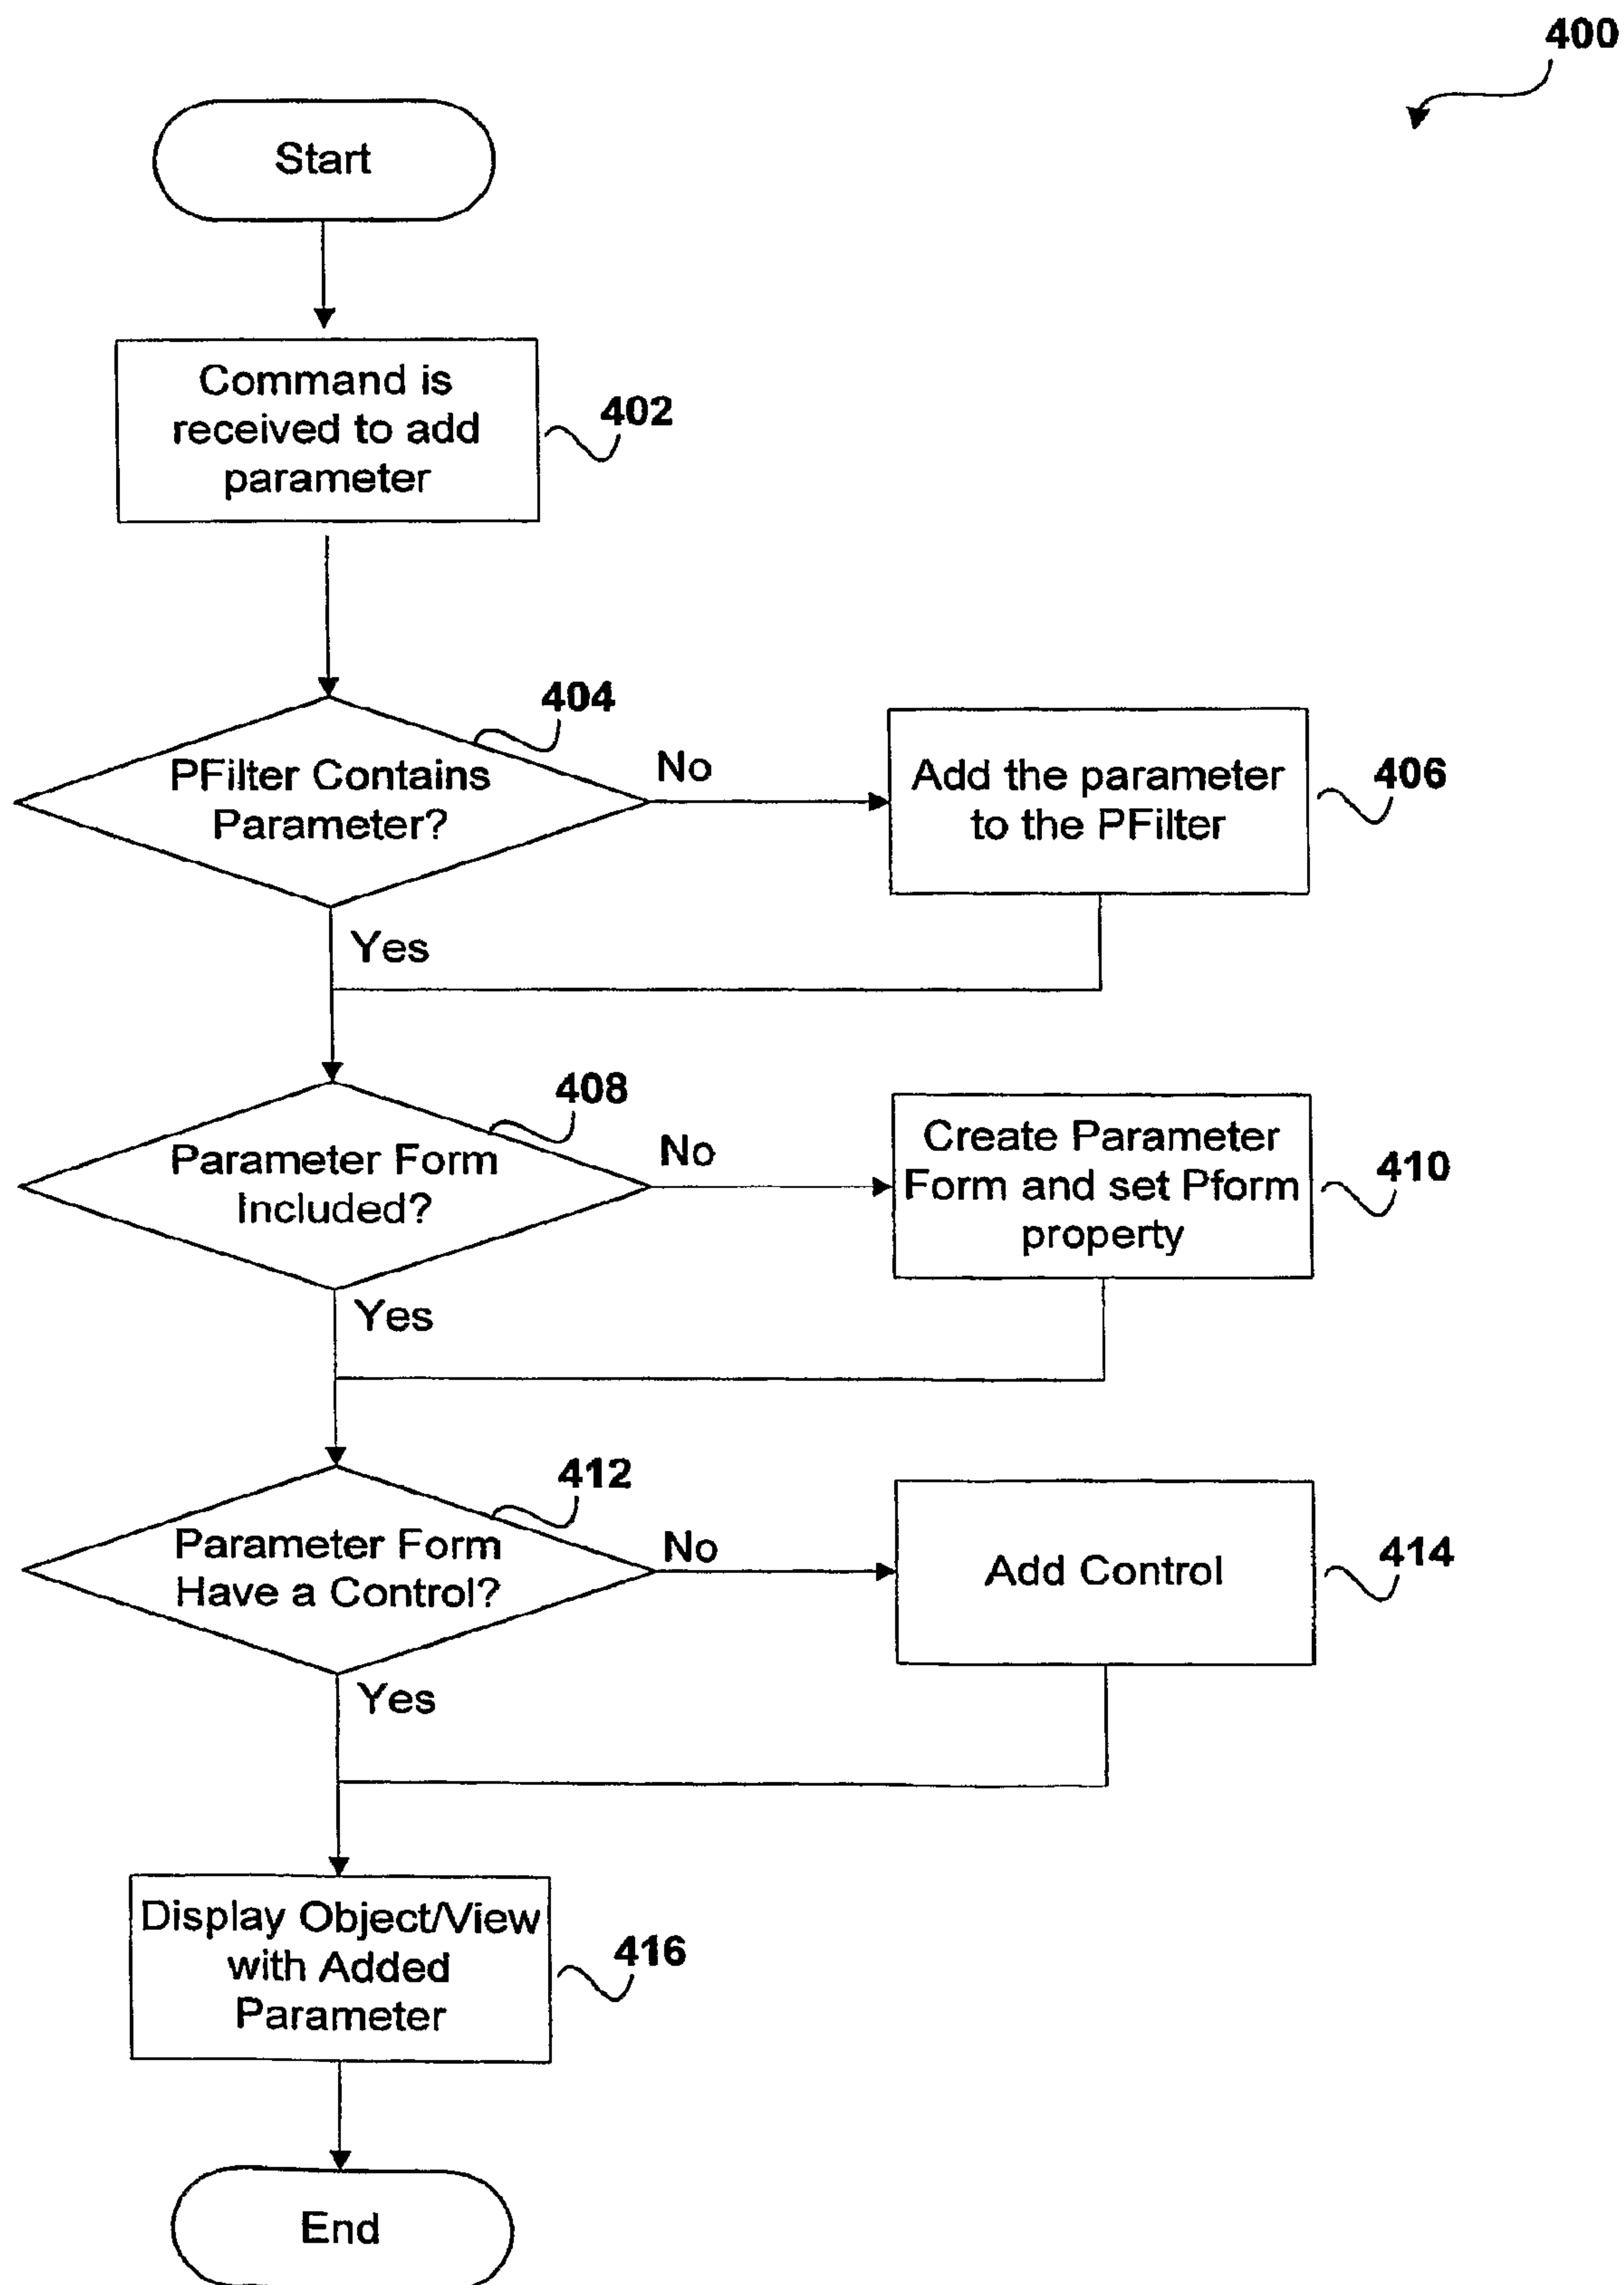 400
Start
Command is
received to add
parameter
402
404
PFilter Contains
Parameter?
No
Add the parameter
to the PFilter
406
Yes
408
Parameter Form
Included?
No
Create Parameter
Form and set Pform
property
410
Yes
412
Parameter Form
Have a Control?
No
Add Control
414
Yes
Display Object/View
with Added
Parameter
416
End